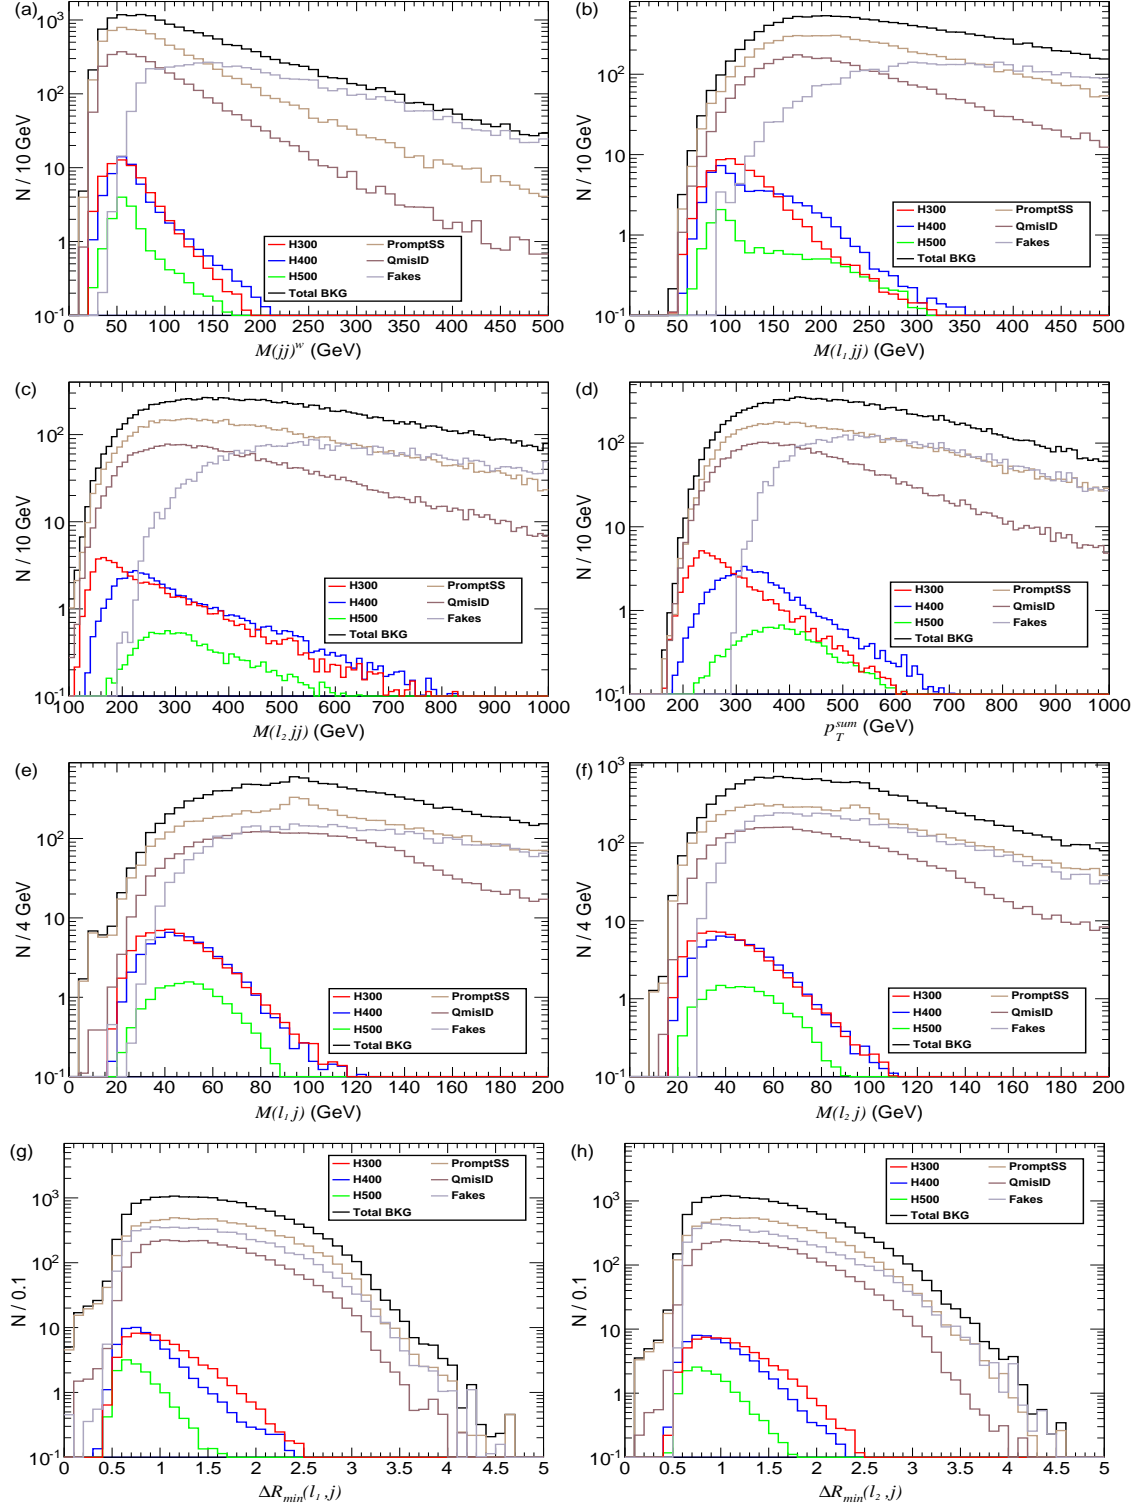 (a)
N / 10 GeV
10³
10²
10
1
10⁻¹
H300
H400
H500
Total BKG
PromptSS
QmisID
Fakes
0 50 100 150 200 250 300 350 400 450 500
M(jj)ʷ (GeV)
(b)
N / 10 GeV
10²
10
1
10⁻¹
H300
H400
H500
Total BKG
PromptSS
QmisID
Fakes
0 50 100 150 200 250 300 350 400 450 500
M(l₁jj) (GeV)
(c)
N / 10 GeV
10²
10
1
10⁻¹
H300
H400
H500
Total BKG
PromptSS
QmisID
Fakes
100 200 300 400 500 600 700 800 900 1000
M(l₂jj) (GeV)
(d)
N / 10 GeV
10²
10
1
10⁻¹
H300
H400
H500
Total BKG
PromptSS
QmisID
Fakes
100 200 300 400 500 600 700 800 900 1000
p_T^sum (GeV)
(e)
N / 4 GeV
10²
10
1
10⁻¹
H300
H400
H500
Total BKG
PromptSS
QmisID
Fakes
0 20 40 60 80 100 120 140 160 180 200
M(l₁j) (GeV)
(f)
N / 4 GeV
10³
10²
10
1
10⁻¹
H300
H400
H500
Total BKG
PromptSS
QmisID
Fakes
0 20 40 60 80 100 120 140 160 180 200
M(l₂j) (GeV)
(g)
N / 0.1
10³
10²
10
1
10⁻¹
H300
H400
H500
Total BKG
PromptSS
QmisID
Fakes
0 0.5 1 1.5 2 2.5 3 3.5 4 4.5 5
ΔR_min(l₁,j)
(h)
N / 0.1
10³
10²
10
1
10⁻¹
H300
H400
H500
Total BKG
PromptSS
QmisID
Fakes
0 0.5 1 1.5 2 2.5 3 3.5 4 4.5 5
ΔR_min(l₂,j)